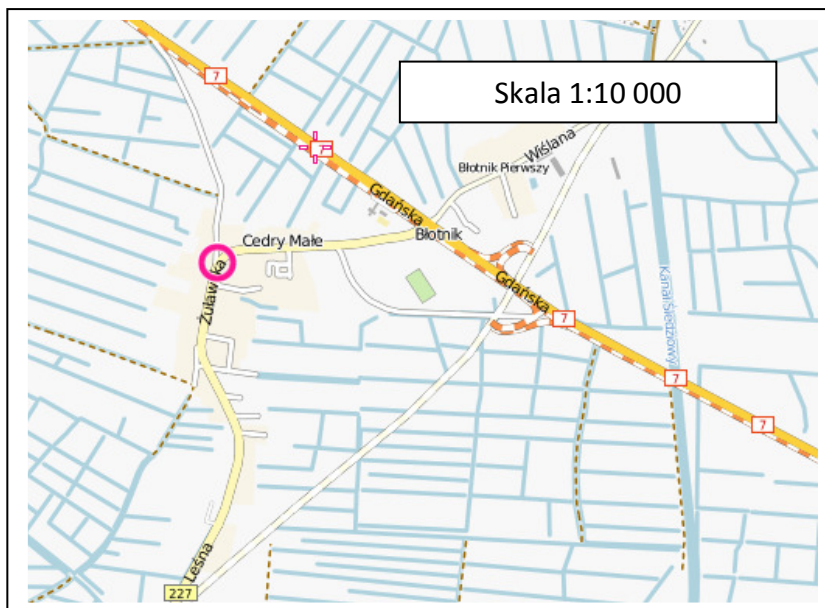 Skala 1:10 000
7
7
Wiślana
Błotnik Pierwszy
Gdańska
Cedry Małe
Błotnik
Gdańska
Kanał Śledziowy
7
7
7
Leśna
227